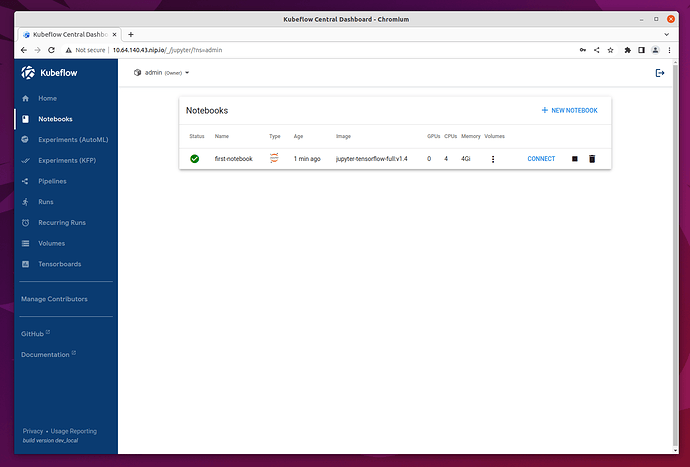 Kubeflow Central Dashboard - Chromium
Kubeflow Central Dashboard
Not secure 10.64.140.43.nip.io/_/jupyter/?ns=admin
Kubeflow
admin (Owner)
Home
Notebooks
Experiments (AutoML)
Experiments (KFP)
Pipelines
Runs
Recurring Runs
Volumes
Tensorboards
Manage Contributors
GitHub
Documentation
Privacy • Usage Reporting
build version dev_local
Notebooks
NEW NOTEBOOK
Status Name Type Age Image GPUs CPUs Memory Volumes
first-notebook 1 min ago jupyter-tensorflow-full:v1.4 0 4 4Gi CONNECT